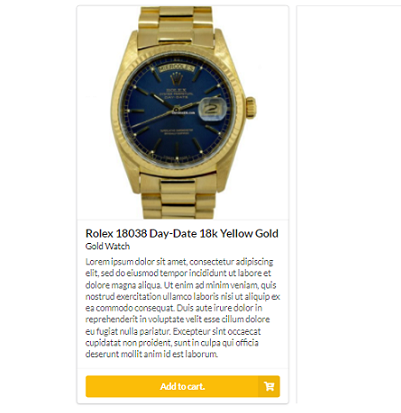 MIERCOLES
ROLEX
Rolex 18038 Day-Date 18k Yellow Gold
Gold Watch
Lorem ipsum dolor sit amet, consectetur adipiscing
elit, sed do eiusmod tempor incididunt ut labore et
dolore magna aliqua. Ut enim ad minim veniam, quis
nostrud exercitation ullamco laboris nisi ut aliquip ex
ea commodo consequat. Duis aute irure dolor in
reprehenderit in voluptate velit esse cillum dolore
eu fugiat nulla pariatur. Excepteur sint occaecat
cupidatat non proident, sunt in culpa qui officia
deserunt mollit anim id est laborum.
Add to cart.